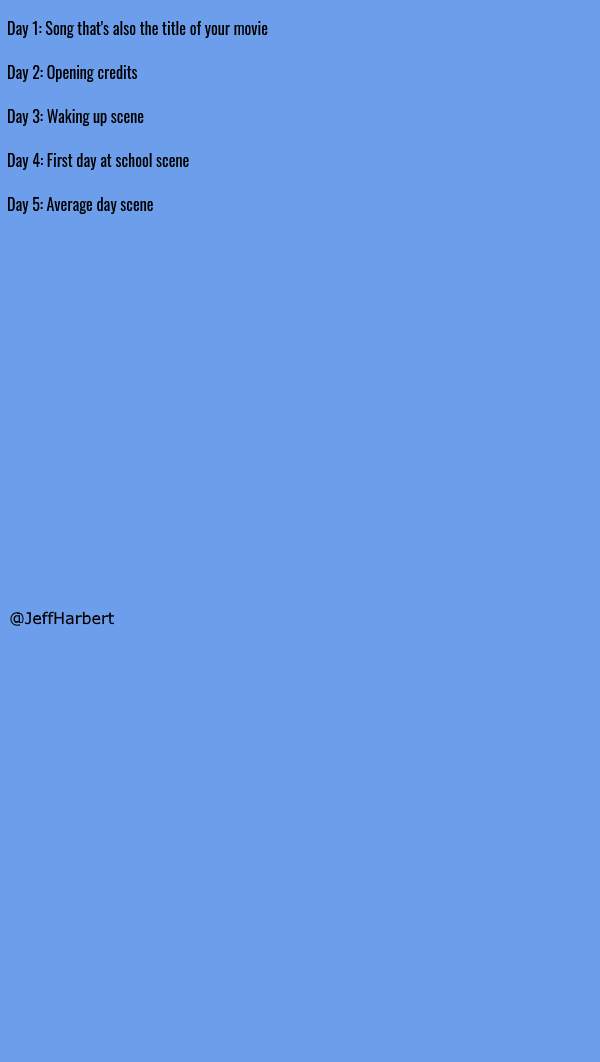 Day 1: Song that's also the title of your movie
Day 2: Opening credits
Day 3: Waking up scene
Day 4: First day at school scene
Day 5: Average day scene
@JeffHarbert